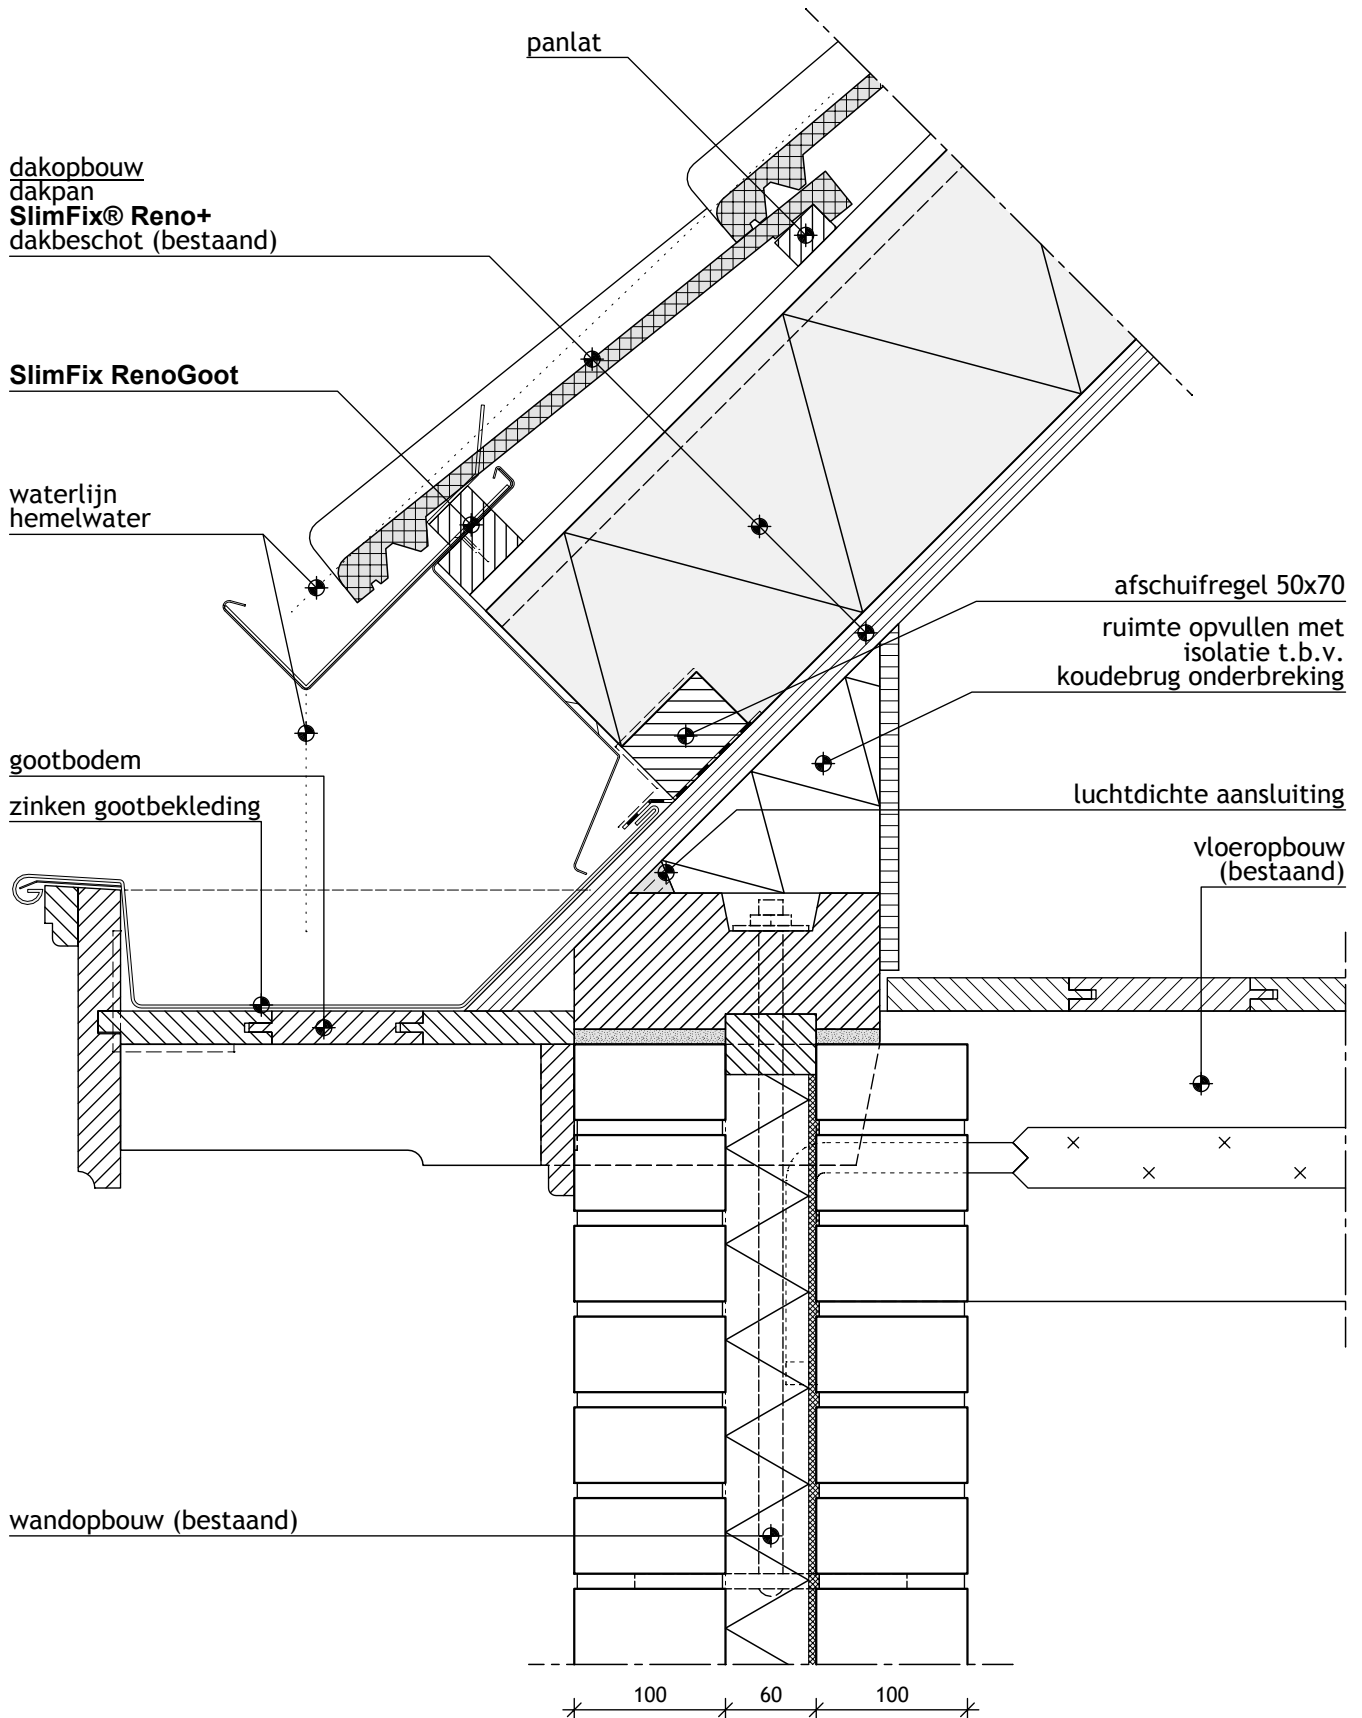 panlat
dakopbouw
dakpan
SlimFix® Reno+
dakbeschot (bestaand)
SlimFix RenoGoot
waterlijn
hemelwater
afschuifregel 50x70
ruimte opvullen met
isolatie t.b.v.
koudebrug onderbreking
gootbodem
zinken gootbekleding
luchtdichte aansluiting
vloeropbouw
(bestaand)
wandopbouw (bestaand)
100 60 100